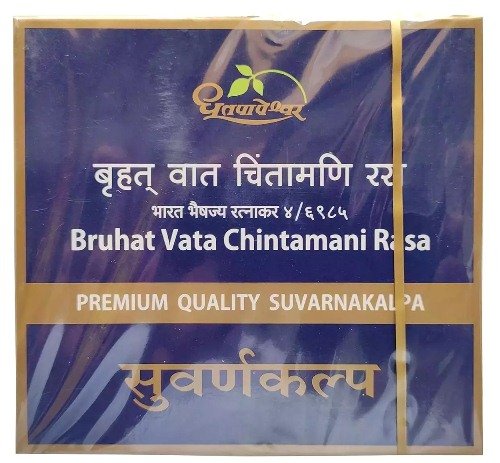 धूतपापेश्वर
बृहत् वात चिंतामणि रस
भारत भैषज्य रत्नाकर ४/६९८५
Bruhat Vata Chintamani Rasa
PREMIUM QUALITY SUVARNAKALPA
सुवर्णकल्प